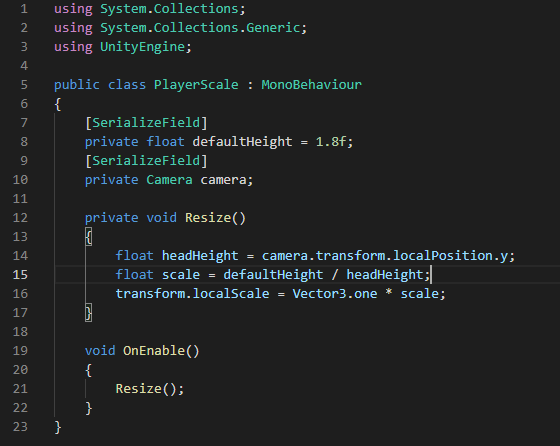 1 using System.Collections;
2 using System.Collections.Generic;
3 using UnityEngine;
4
5 public class PlayerScale : MonoBehaviour
6 {
7     [SerializeField]
8     private float defaultHeight = 1.8f;
9     [SerializeField]
10     private Camera camera;
11
12     private void Resize()
13     {
14         float headHeight = camera.transform.localPosition.y;
15         float scale = defaultHeight / headHeight;
16         transform.localScale = Vector3.one * scale;
17     }
18
19     void OnEnable()
20     {
21         Resize();
22     }
23 }